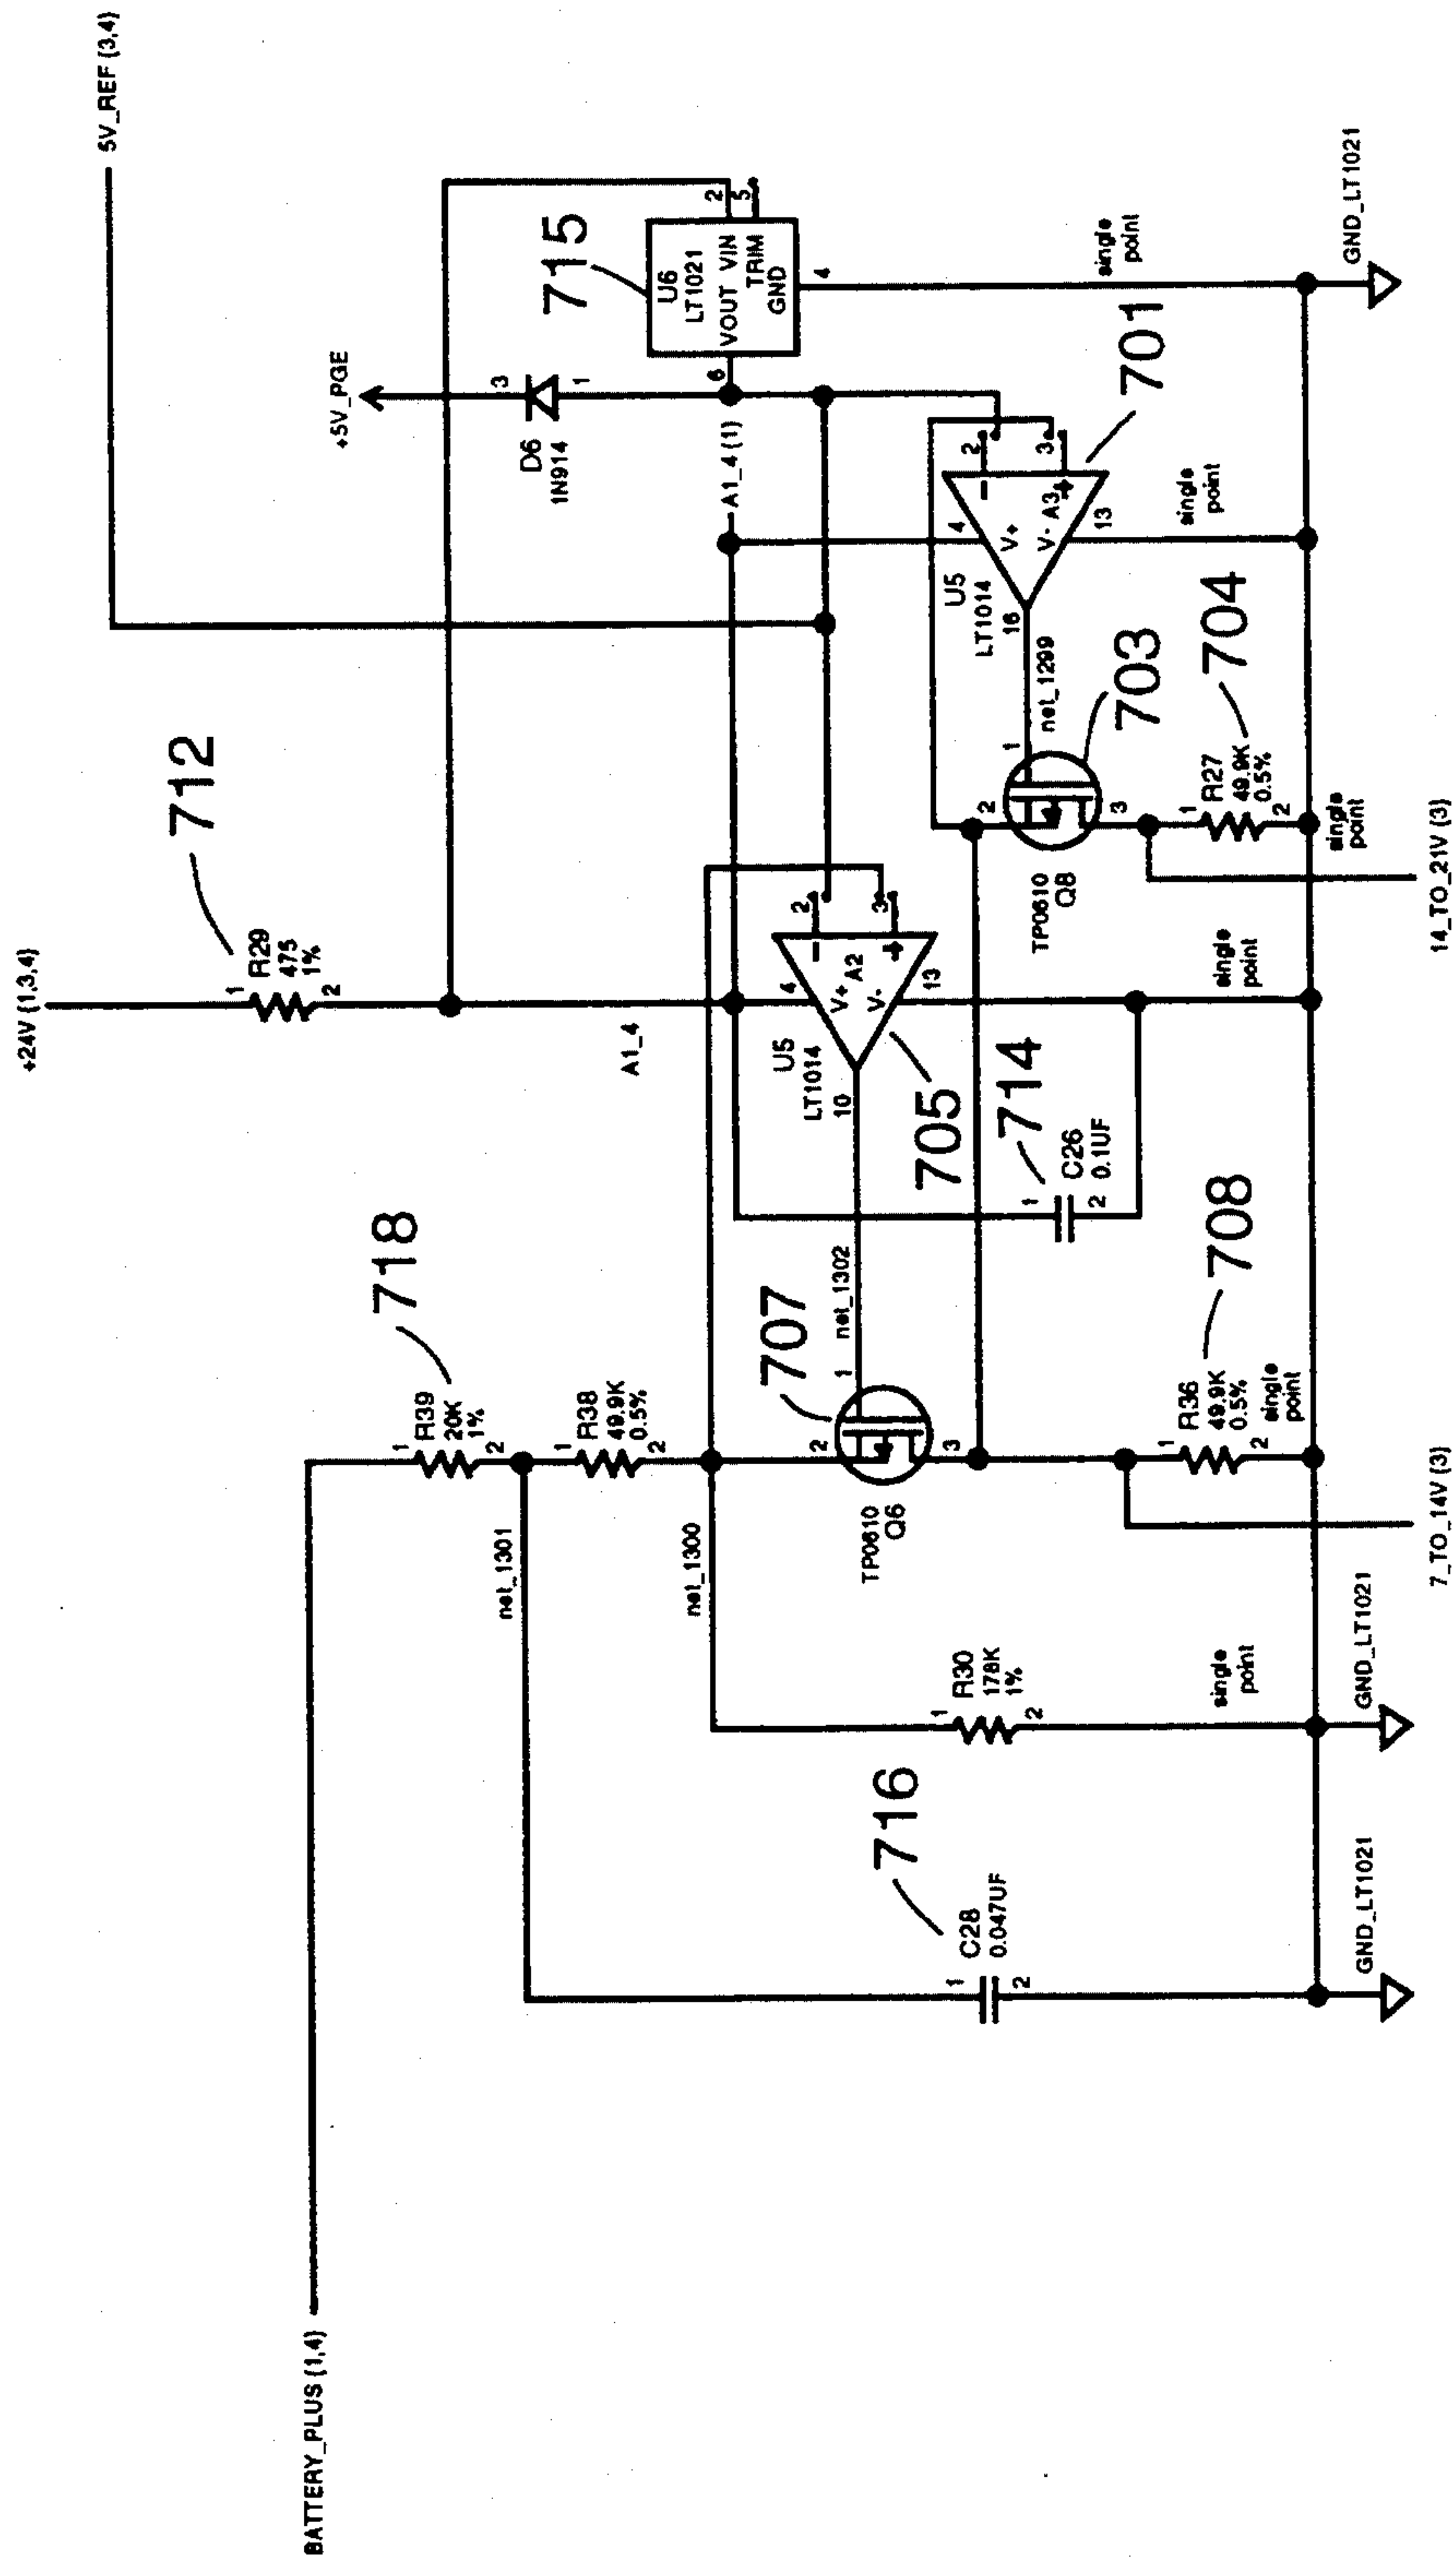 BATTERY_PLUS (1,4)
+24V (1,3,4)
5V_REF (3,4)
712
1
R29
475
1%
2
+5V_PGE
3
D6
1N914
1
715
U6
LT1021
VOUT VIN
TRIM
GND
6
2
5
4
718
1
R39
20K
1%
2
net_1301
1
R38
49.9K
0.5%
2
net_1300
A1_4
A1_4 (1)
U5
LT1014
4
V+
A2
V-
13
2
3
-
+
10
705
net_1302
707
1
2
3
TP0610
Q6
U5
LT1014
4
V+
A3
V-
13
2
3
-
+
16
701
net_1299
703
1
2
3
TP0610
Q8
714
1
C26
0.1UF
2
704
1
R27
49.9K
0.5%
2
single
point
708
1
R36
49.9K
0.5%
2
single
point
1
R30
178K
1%
2
single
point
716
1
C28
0.047UF
2
single
point
single
point
single
point
GND_LT1021
GND_LT1021
GND_LT1021
7_TO_14V (3)
14_TO_21V (3)